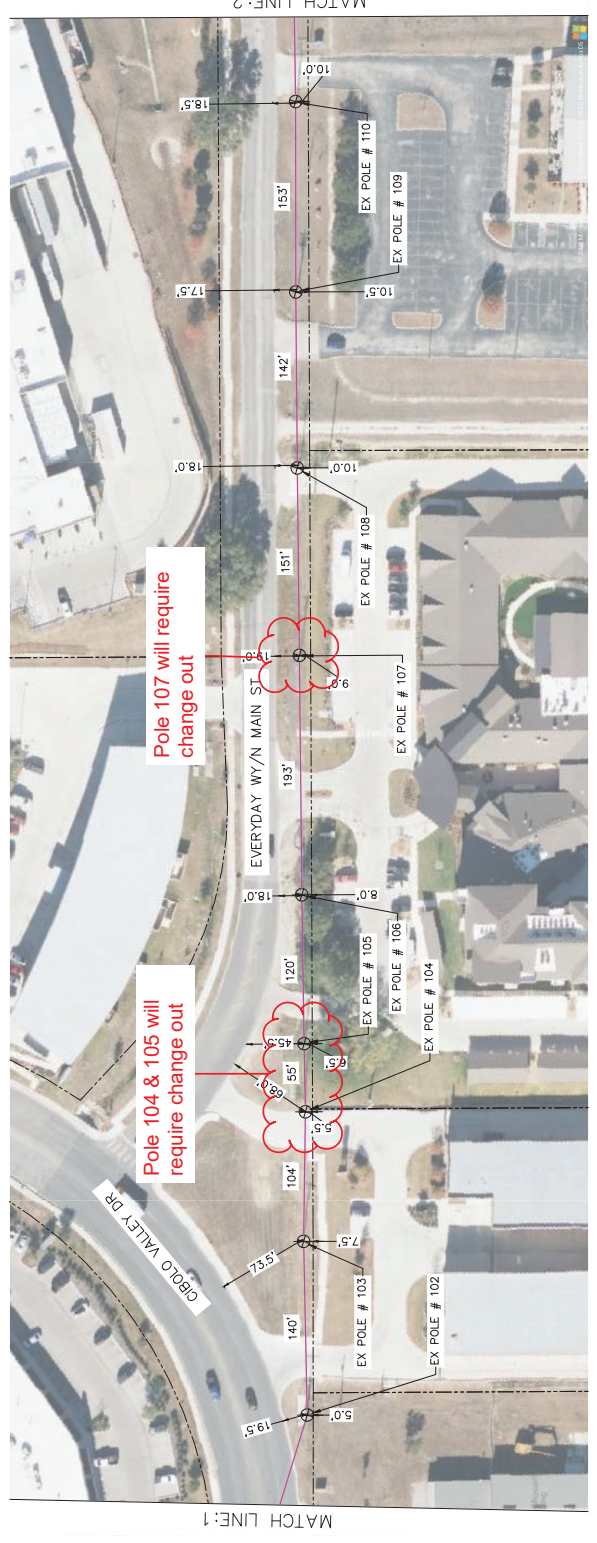 MATCH LINE:2
10.0'
18.5'
EX POLE # 110
153'
EX POLE # 109
17.5'
10.5'
142'
18.0'
10.0'
EX POLE # 108
151'
Pole 107 will require
change out
19.0'
9.0'
EX POLE # 107
EVERYDAY WY/N MAIN ST
193'
18.0'
8.0'
EX POLE # 106
120'
EX POLE # 105
Pole 104 & 105 will
require change out
45.5'
6.5'
55'
EX POLE # 104
68.0'
5.5'
104'
CIBOLO VALLEY DR
73.5'
7.5'
EX POLE # 103
140'
EX POLE # 102
19.5'
5.0'
MATCH LINE:1